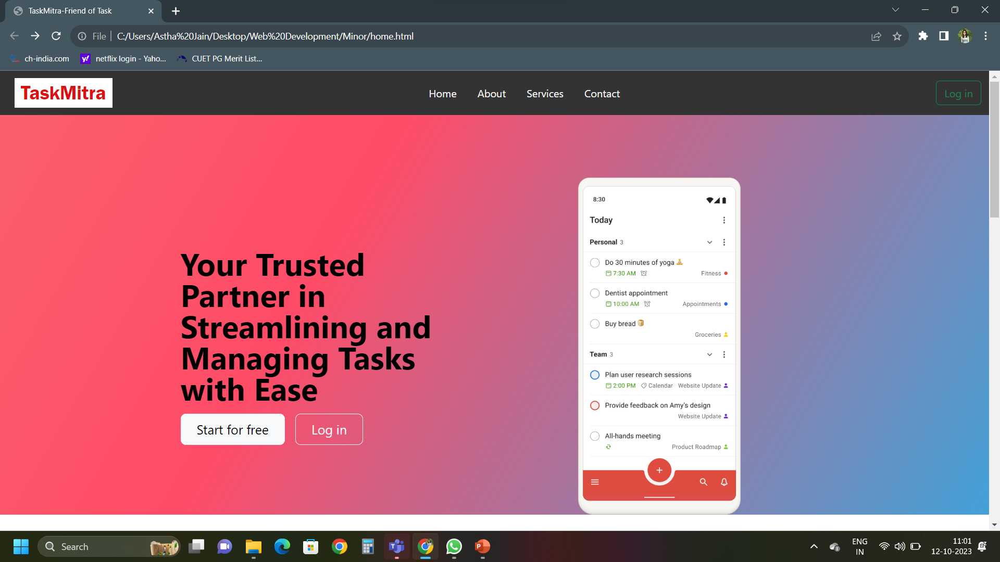 TaskMitra-Friend of Task
File
C:/Users/Astha%20Jain/Desktop/Web%20Development/Minor/home.html
ch-india.com
netflix login - Yaho...
CUET PG Merit List...
TaskMitra
Home
About
Services
Contact
Log in
Your Trusted
Partner in
Streamlining and
Managing Tasks
with Ease
Start for free
Log in
8:30
Today
Personal 3
Do 30 minutes of yoga
7:30 AM
Fitness
Dentist appointment
10:00 AM
Appointments
Buy bread
Groceries
Team 3
Plan user research sessions
2:00 PM
Calendar
Website Update
Provide feedback on Amy's design
Website Update
All-hands meeting
Product Roadmap
Search
ENG
IN
11:01
12-10-2023